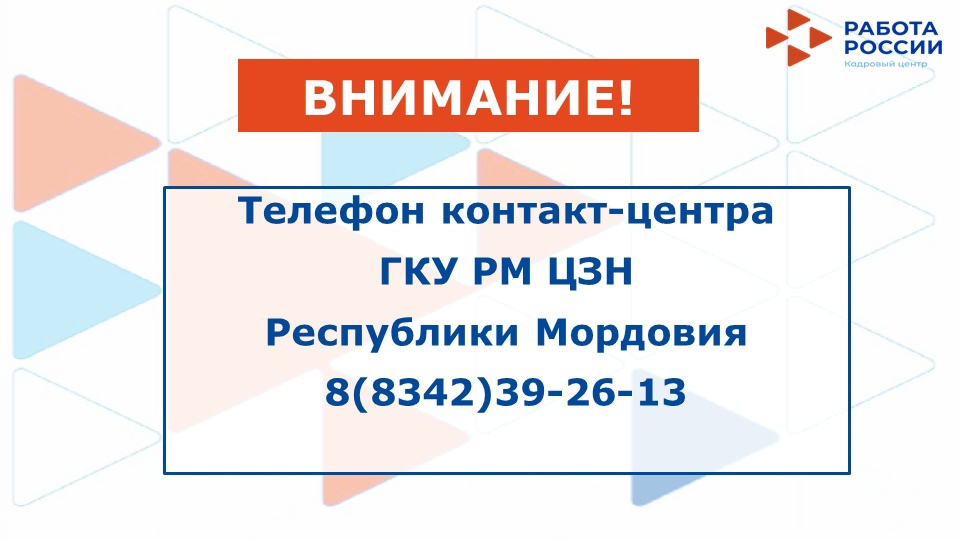 РАБОТА
РОССИИ
Кадровый центр
ВНИМАНИЕ!
Телефон контакт-центра
ГКУ РМ ЦЗН
Республики Мордовия
8(8342)39-26-13